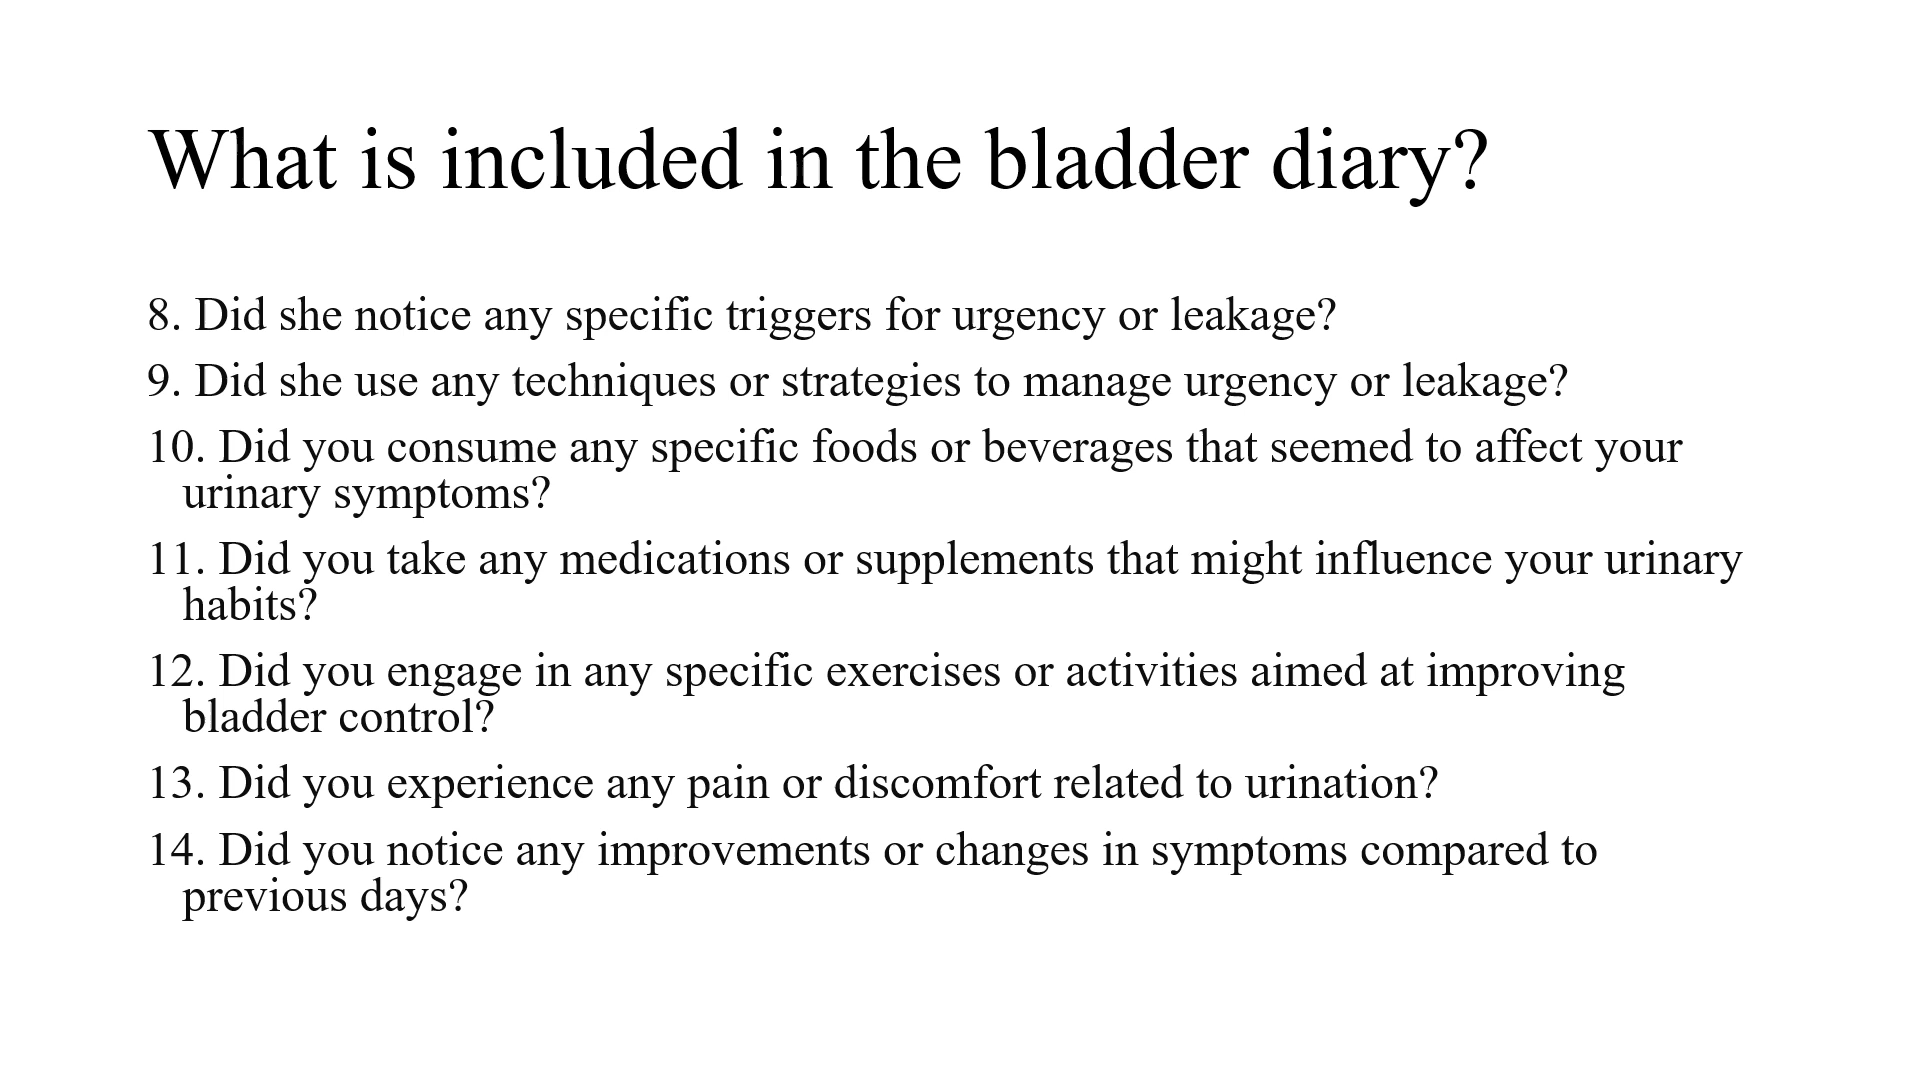 What is included in the bladder diary?
8. Did she notice any specific triggers for urgency or leakage?
9. Did she use any techniques or strategies to manage urgency or leakage?
10. Did you consume any specific foods or beverages that seemed to affect your
urinary symptoms?
11. Did you take any medications or supplements that might influence your urinary
habits?
12. Did you engage in any specific exercises or activities aimed at improving
bladder control?
13. Did you experience any pain or discomfort related to urination?
14. Did you notice any improvements or changes in symptoms compared to
previous days?